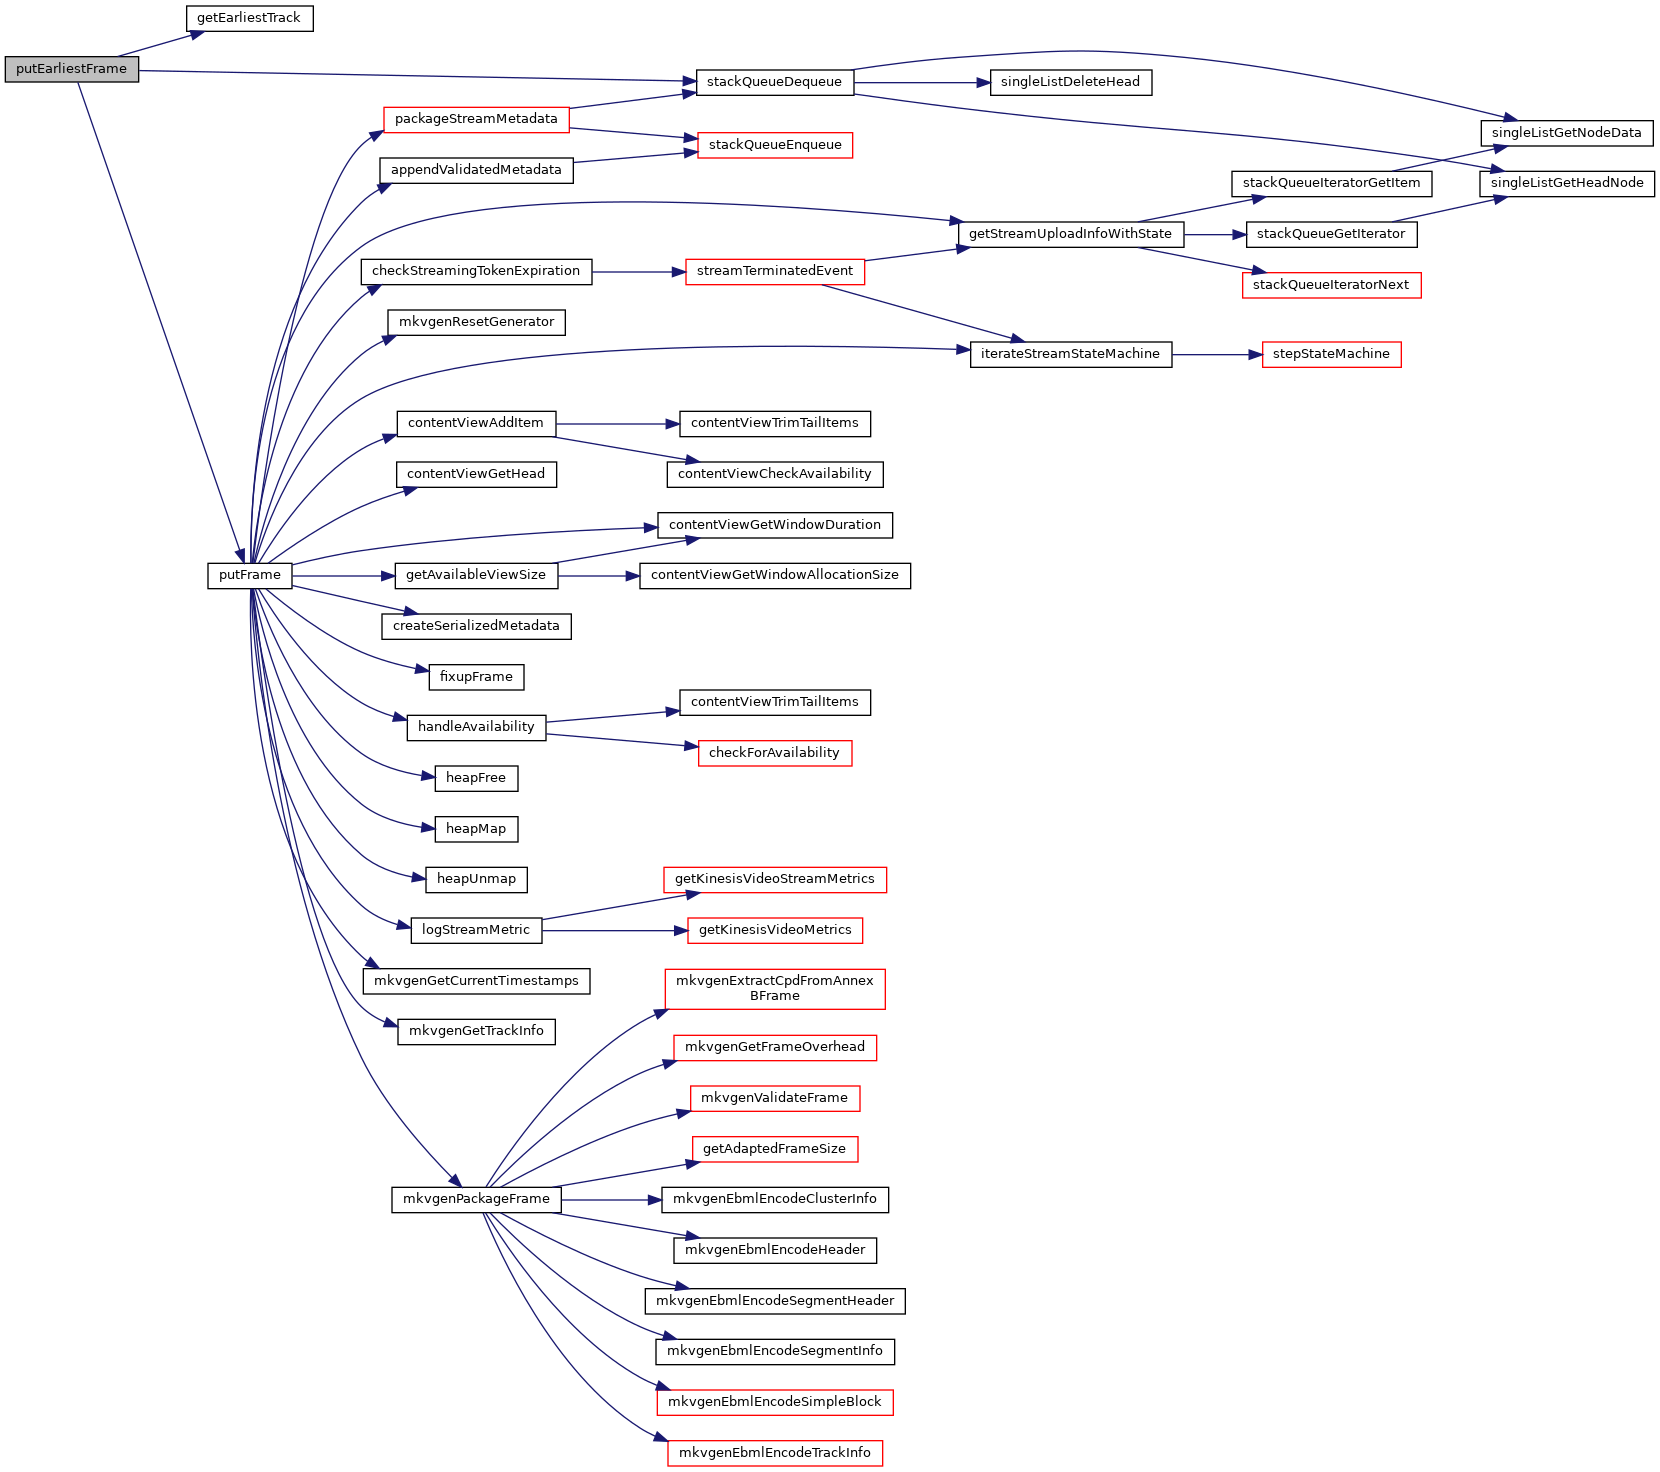 getEarliestTrack
putEarliestFrame
stackQueueDequeue
singleListDeleteHead
packageStreamMetadata
singleListGetNodeData
stackQueueEnqueue
appendValidatedMetadata
stackQueueIteratorGetItem
singleListGetHeadNode
getStreamUploadInfoWithState
stackQueueGetIterator
checkStreamingTokenExpiration
streamTerminatedEvent
stackQueueIteratorNext
mkvgenResetGenerator
iterateStreamStateMachine
stepStateMachine
contentViewAddItem
contentViewTrimTailItems
contentViewGetHead
contentViewCheckAvailability
contentViewGetWindowDuration
putFrame
getAvailableViewSize
contentViewGetWindowAllocationSize
createSerializedMetadata
fixupFrame
contentViewTrimTailItems
handleAvailability
checkForAvailability
heapFree
heapMap
heapUnmap
getKinesisVideoStreamMetrics
logStreamMetric
getKinesisVideoMetrics
mkvgenGetCurrentTimestamps
mkvgenExtractCpdFromAnnex
BFrame
mkvgenGetTrackInfo
mkvgenGetFrameOverhead
mkvgenValidateFrame
getAdaptedFrameSize
mkvgenPackageFrame
mkvgenEbmlEncodeClusterInfo
mkvgenEbmlEncodeHeader
mkvgenEbmlEncodeSegmentHeader
mkvgenEbmlEncodeSegmentInfo
mkvgenEbmlEncodeSimpleBlock
mkvgenEbmlEncodeTrackInfo